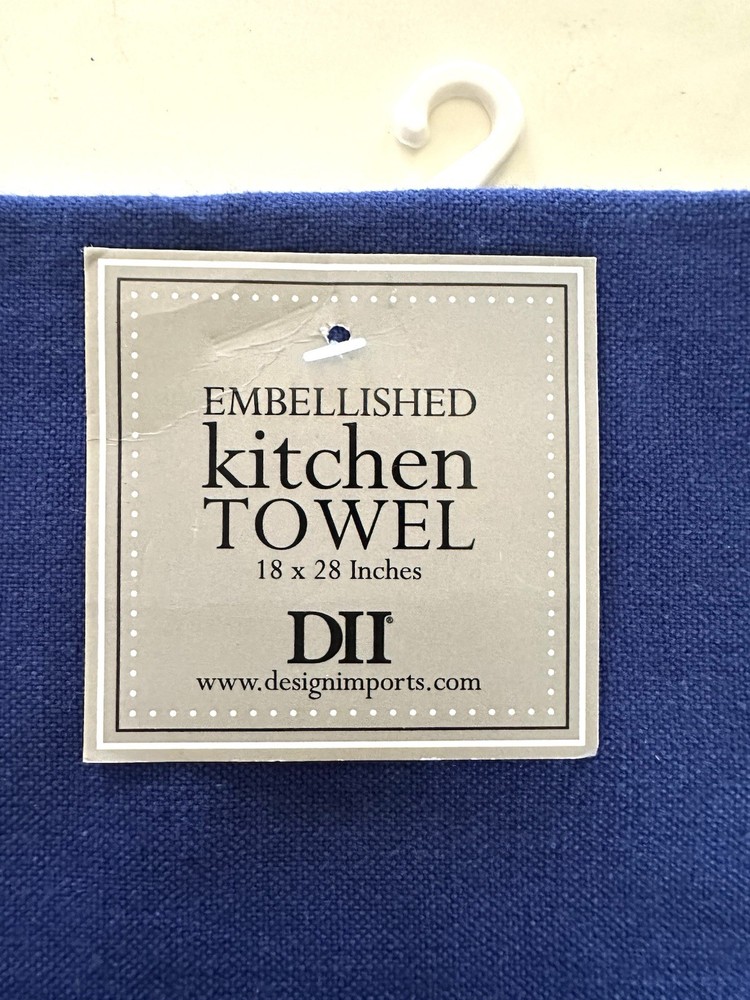 EMBELLISHED
kitchen
TOWEL
18 x 28 Inches
DII®
www.designimports.com